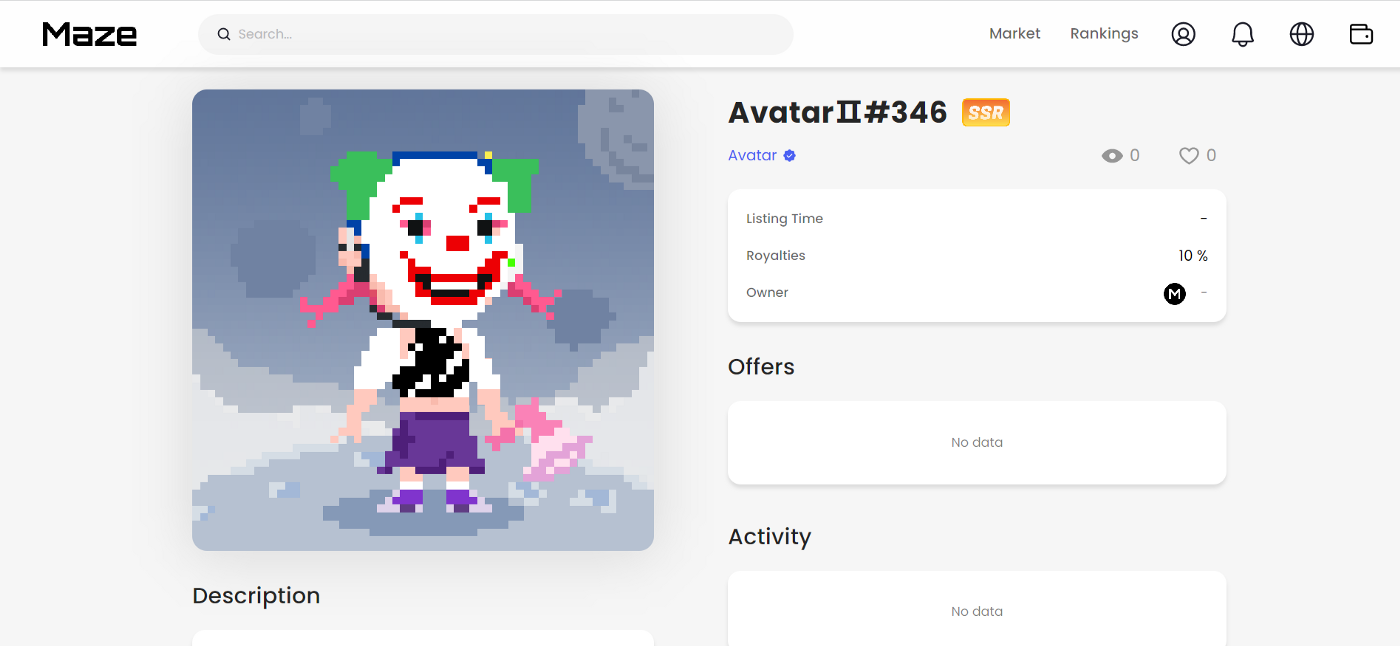 Maze
Search...
Market
Rankings
AvatarⅡ#346
SSR
Avatar
0
0
Listing Time
-
Royalties
10 %
Owner
M
-
Offers
No data
Activity
No data
Description